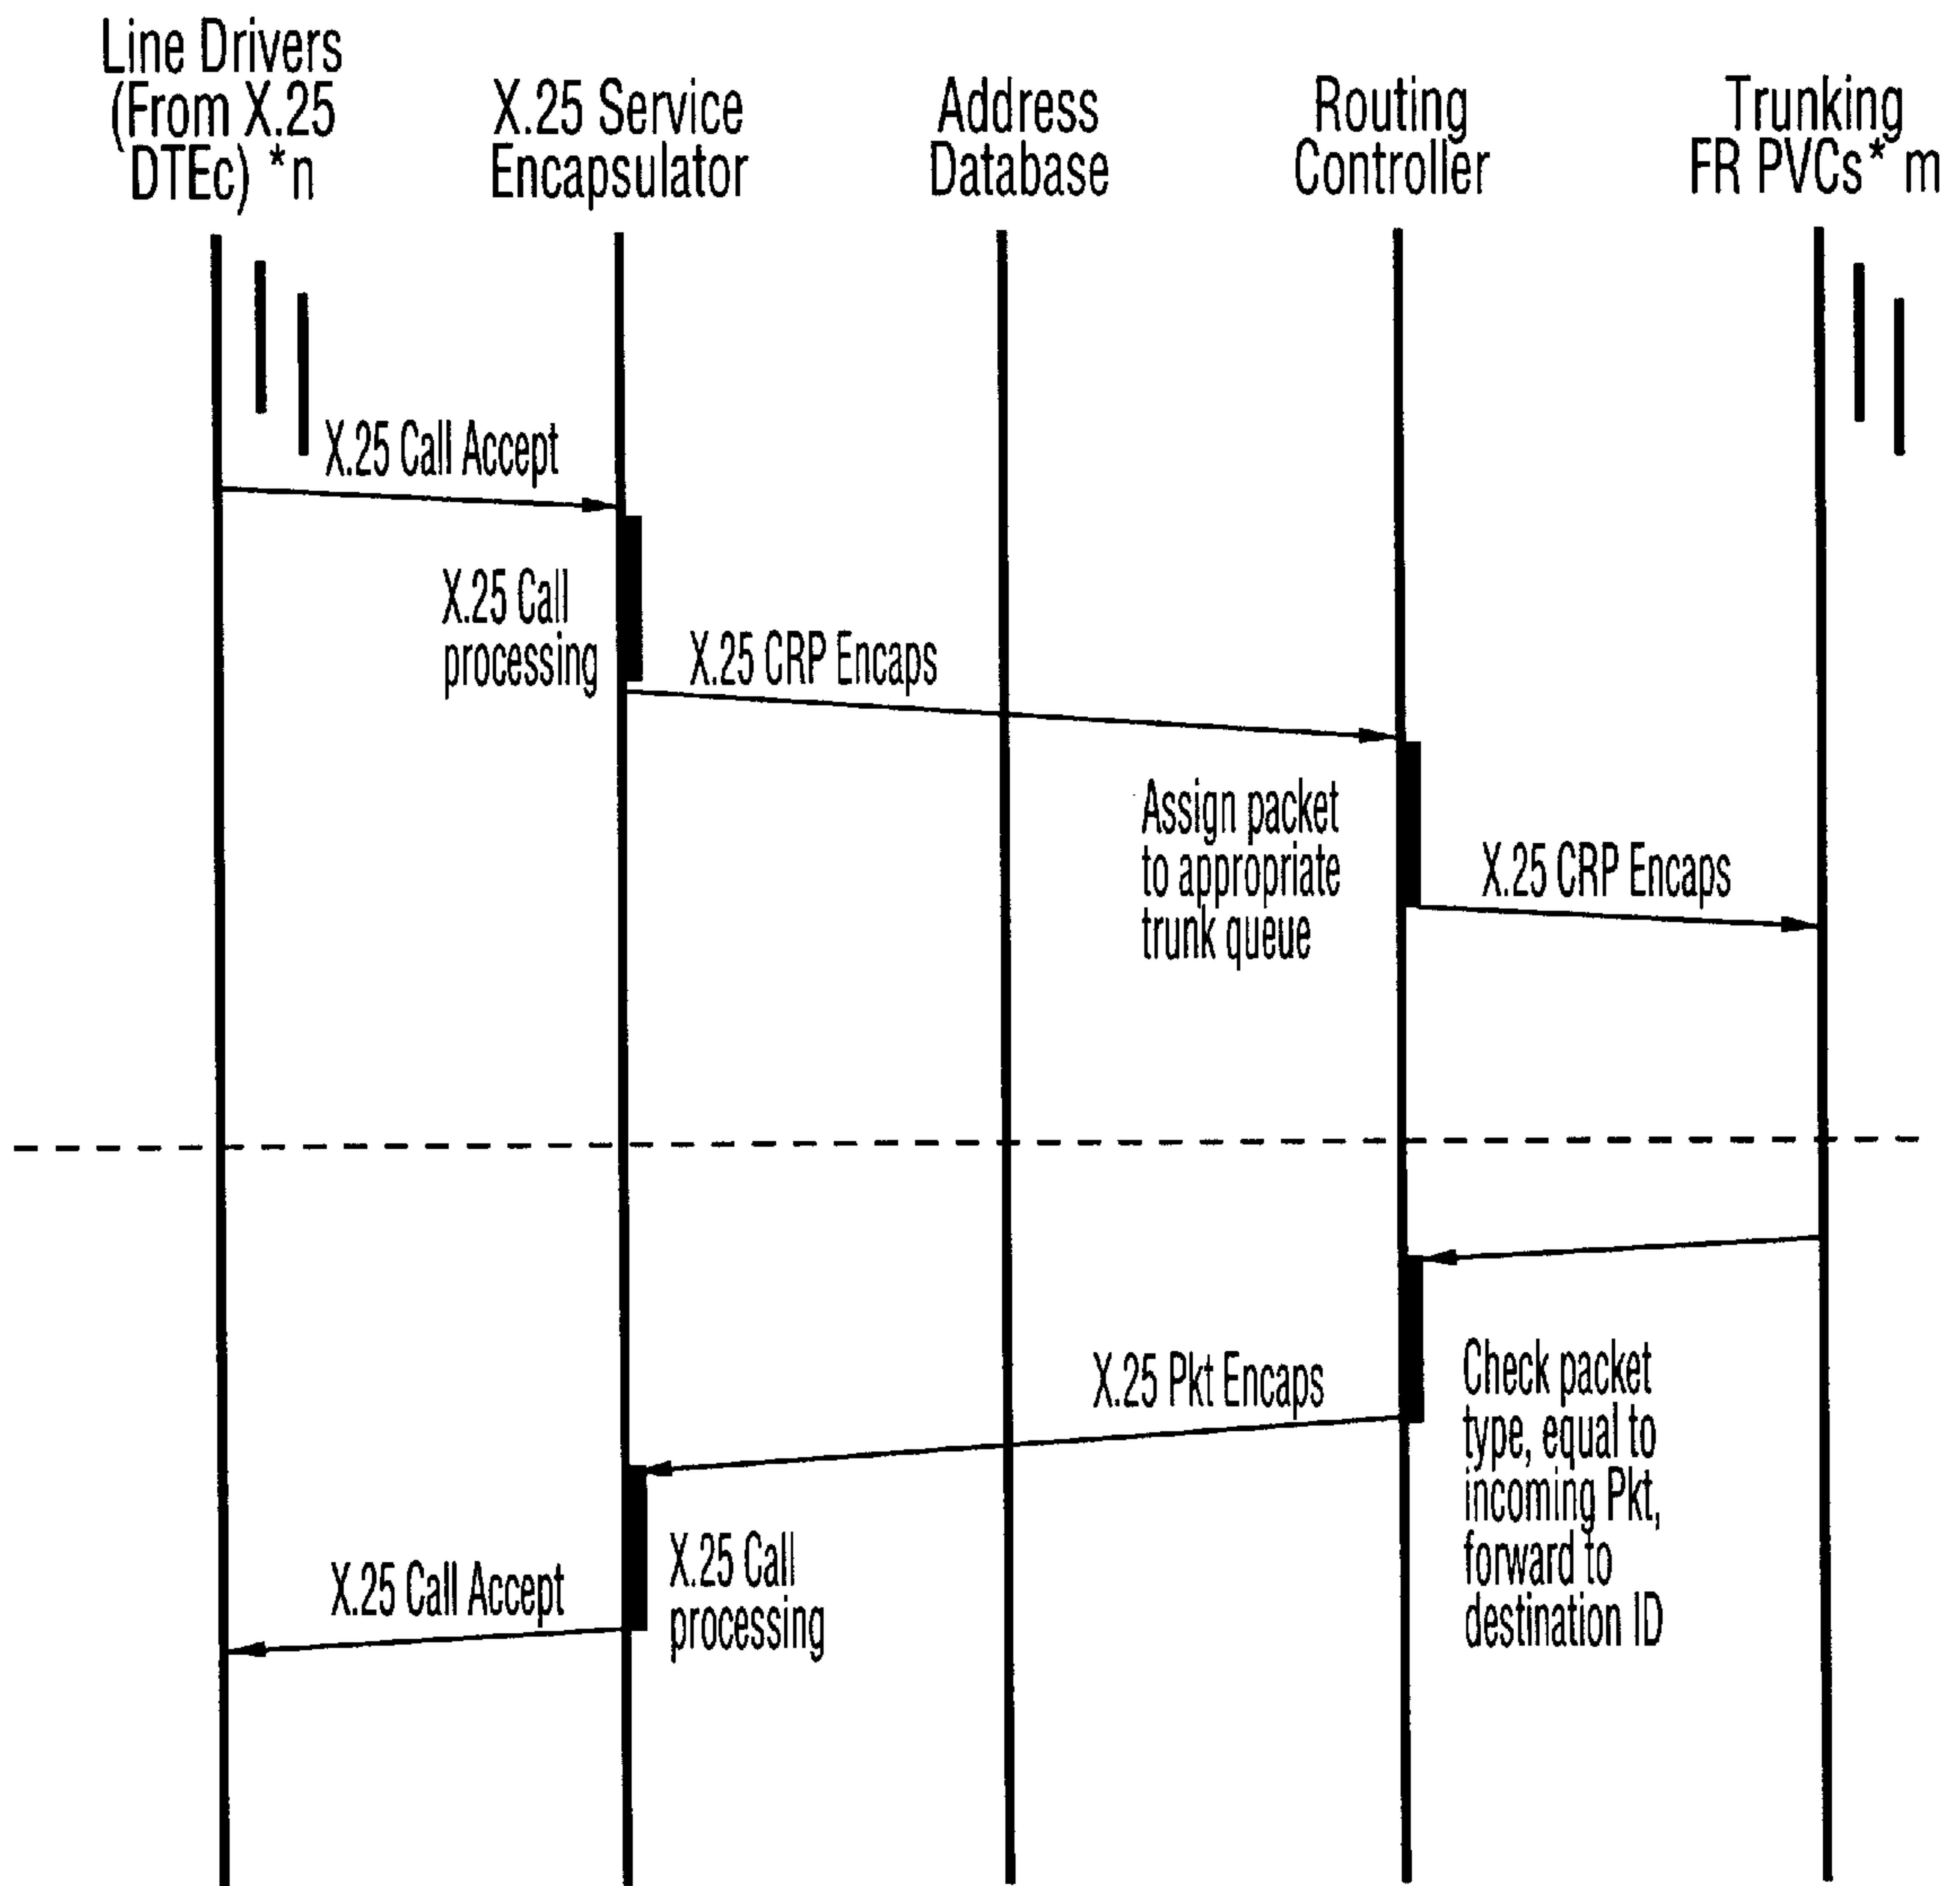 Line Drivers
(From X.25
DTEc) *n
X.25 Service
Encapsulator
Address
Database
Routing
Controller
Trunking
FR PVCs* m
X.25 Call Accept
X.25 Call
processing
X.25 CRP Encaps
Assign packet
to appropriate
trunk queue
X.25 CRP Encaps
X.25 Pkt Encaps
Check packet
type, equal to
incoming Pkt,
forward to
destination ID
X.25 Call Accept
X.25 Call
processing